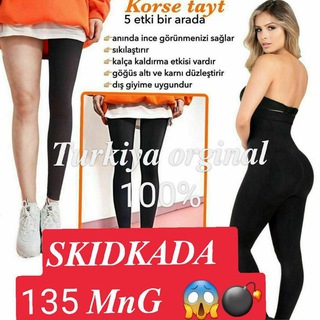 Korse tayt
5 etki bir arada
anında ince görünmenizi sağlar
sıkılaştırır
kalça kaldırma etkisi vardır
göğüs altı ve karnı düzleştirir
dış giyime uygundur
Turkiya orginal
100%
SKIDKADA
135 MnG